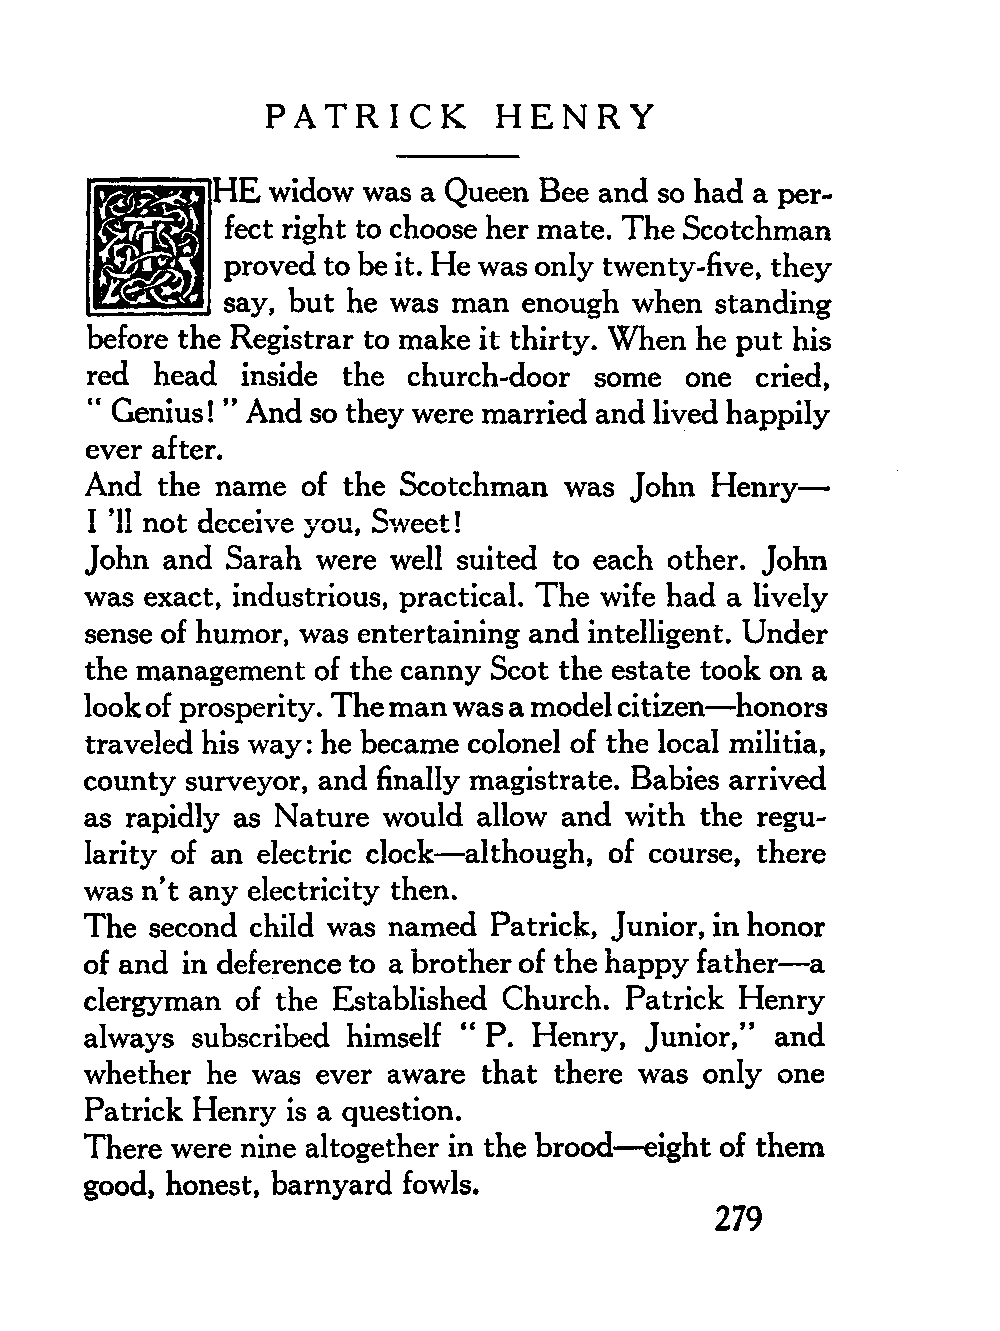 PATRICK HENRY
THE widow was a Queen Bee and so had a per-
fect right to choose her mate. The Scotchman
proved to be it. He was only twenty-five, they
say, but he was man enough when standing
before the Registrar to make it thirty. When he put his
red head inside the church-door some one cried,
“ Genius! ” And so they were married and lived happily
ever after.
And the name of the Scotchman was John Henry—
I 'll not deceive you, Sweet!
John and Sarah were well suited to each other. John
was exact, industrious, practical. The wife had a lively
sense of humor, was entertaining and intelligent. Under
the management of the canny Scot the estate took on a
look of prosperity. The man was a model citizen—honors
traveled his way: he became colonel of the local militia,
county surveyor, and finally magistrate. Babies arrived
as rapidly as Nature would allow and with the regu-
larity of an electric clock—although, of course, there
was n't any electricity then.
The second child was named Patrick, Junior, in honor
of and in deference to a brother of the happy father—a
clergyman of the Established Church. Patrick Henry
always subscribed himself “ P. Henry, Junior,” and
whether he was ever aware that there was only one
Patrick Henry is a question.
There were nine altogether in the brood—eight of them
good, honest, barnyard fowls.
279